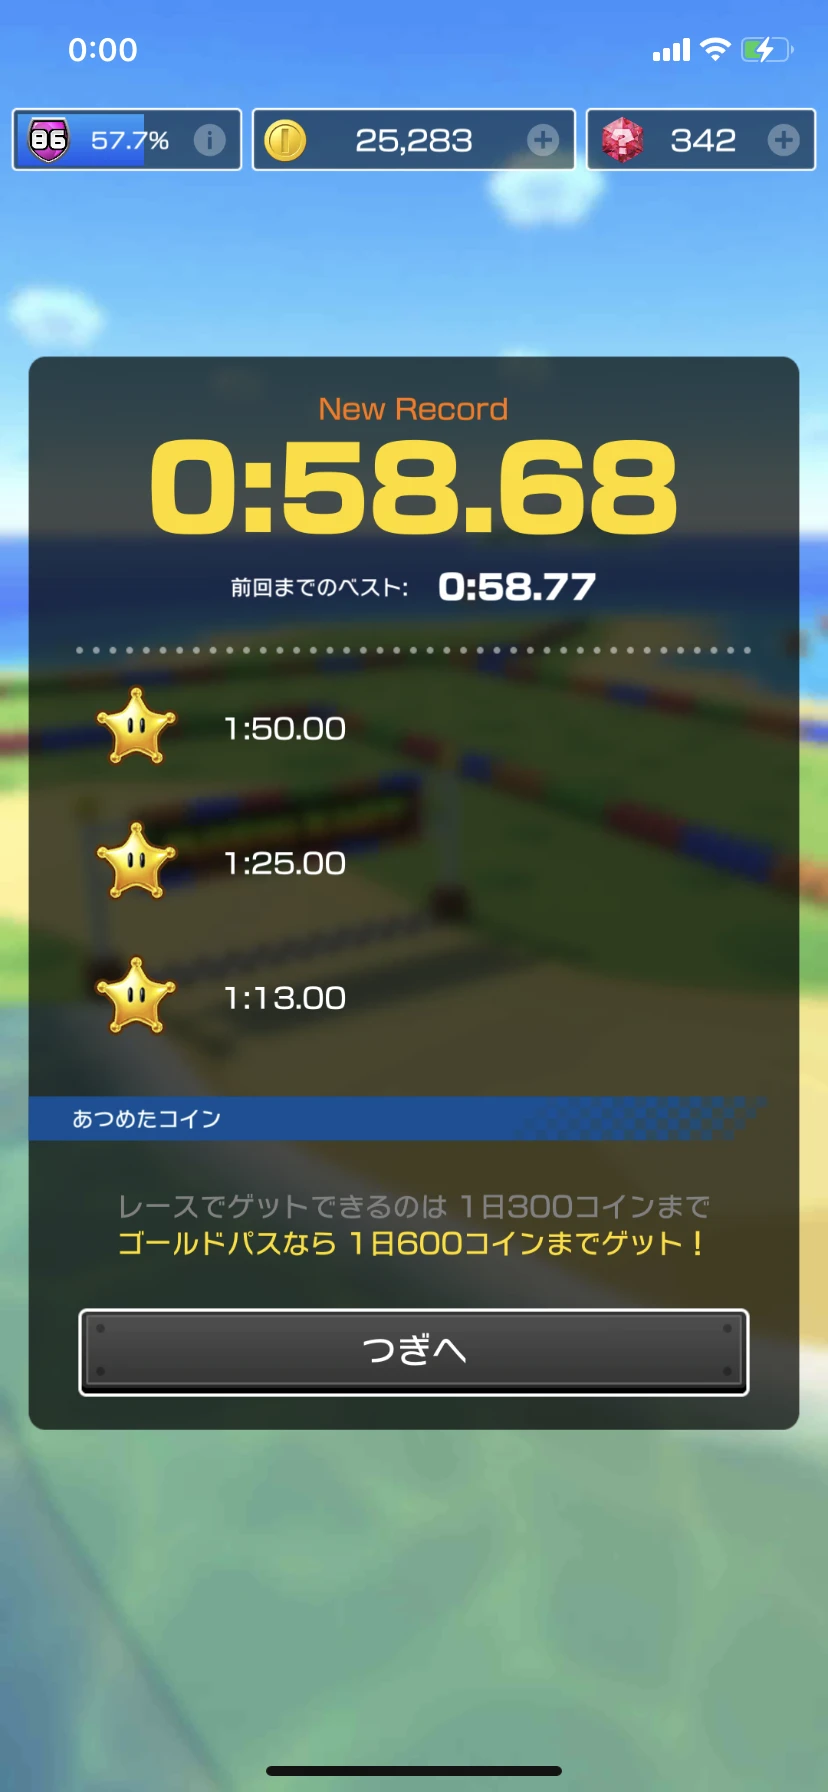 0:00
86 57.7% 25,283 342
New Record
0:58.68
前回までのベスト: 0:58.77
1:50.00
1:25.00
1:13.00
あつめたコイン
レースでゲットできるのは 1日300コインまで
ゴールドパスなら 1日600コインまでゲット！
つぎへ